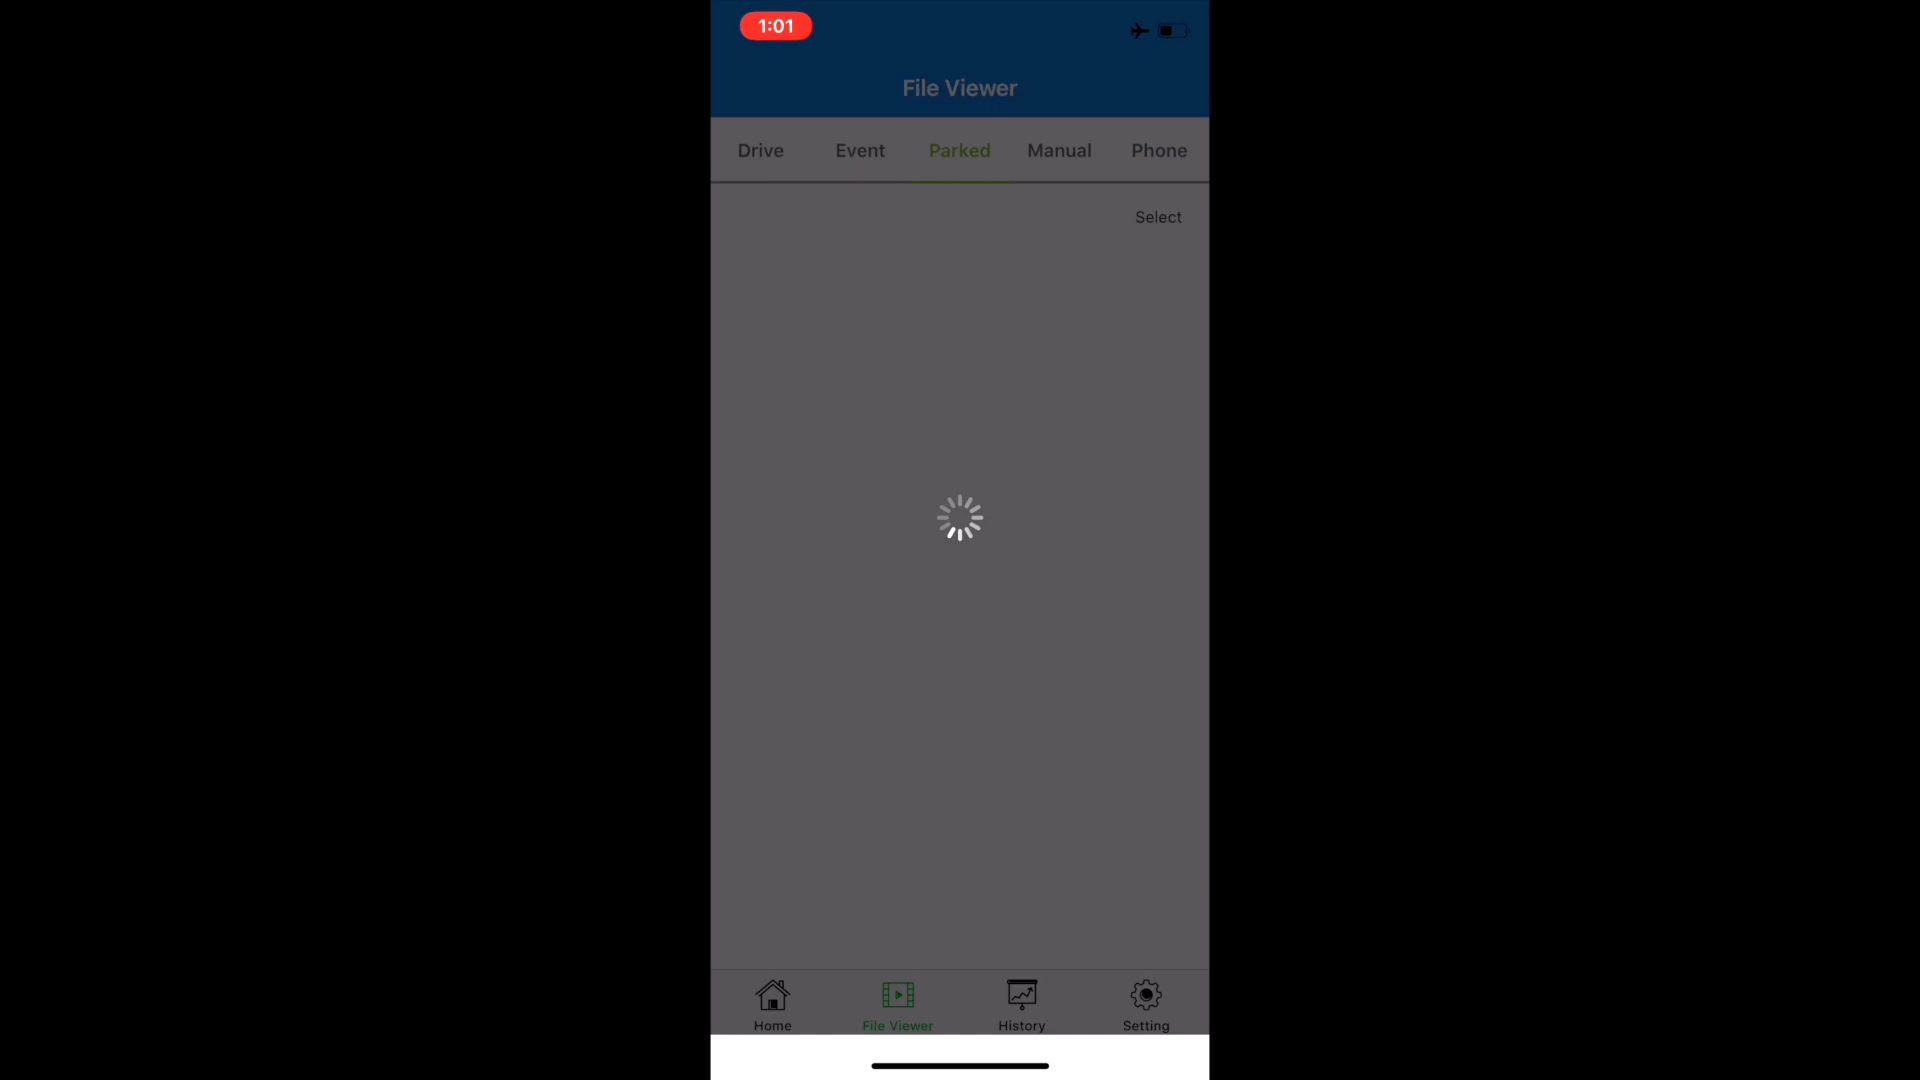 1:01
File Viewer
Drive Event Parked Manual Phone
Select
Home File Viewer History Setting